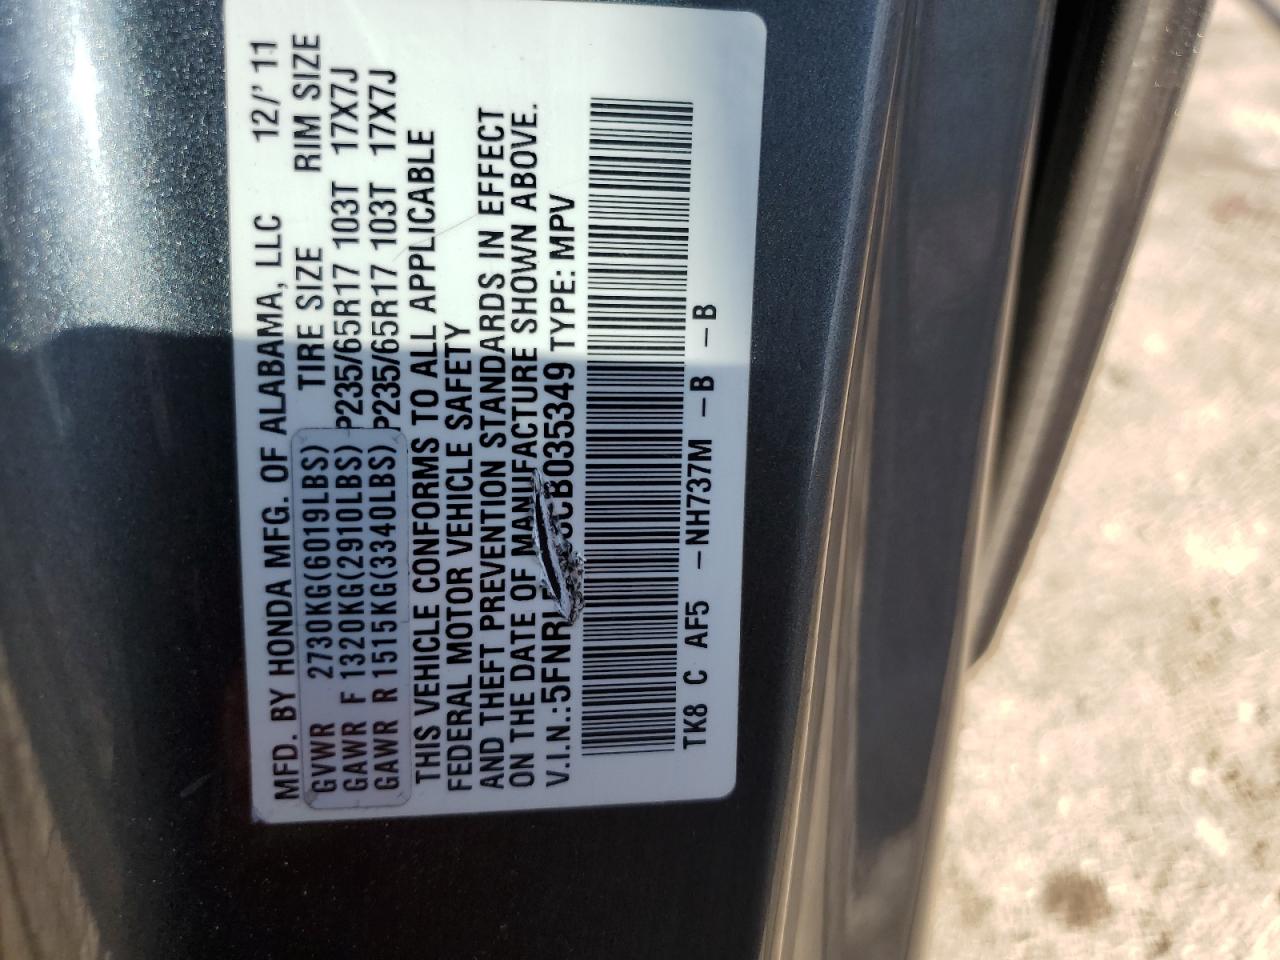 MFD. BY HONDA MFG. OF ALABAMA, LLC 12/' 11
TIRE SIZE RIM SIZE
GVWR 2730KG(6019LBS)
GAWR F 1320KG(2910LBS) P235/65R17 103T 17X7J
GAWR R 1515KG(3340LBS) P235/65R17 103T 17X7J
THIS VEHICLE CONFORMS TO ALL APPLICABLE
FEDERAL MOTOR VEHICLE SAFETY
AND THEFT PREVENTION STANDARDS IN EFFECT
ON THE DATE OF MANUFACTURE SHOWN ABOVE.
V.I.N.: TYPE: MPV
TK8 C AF5 -NH737M -B -B